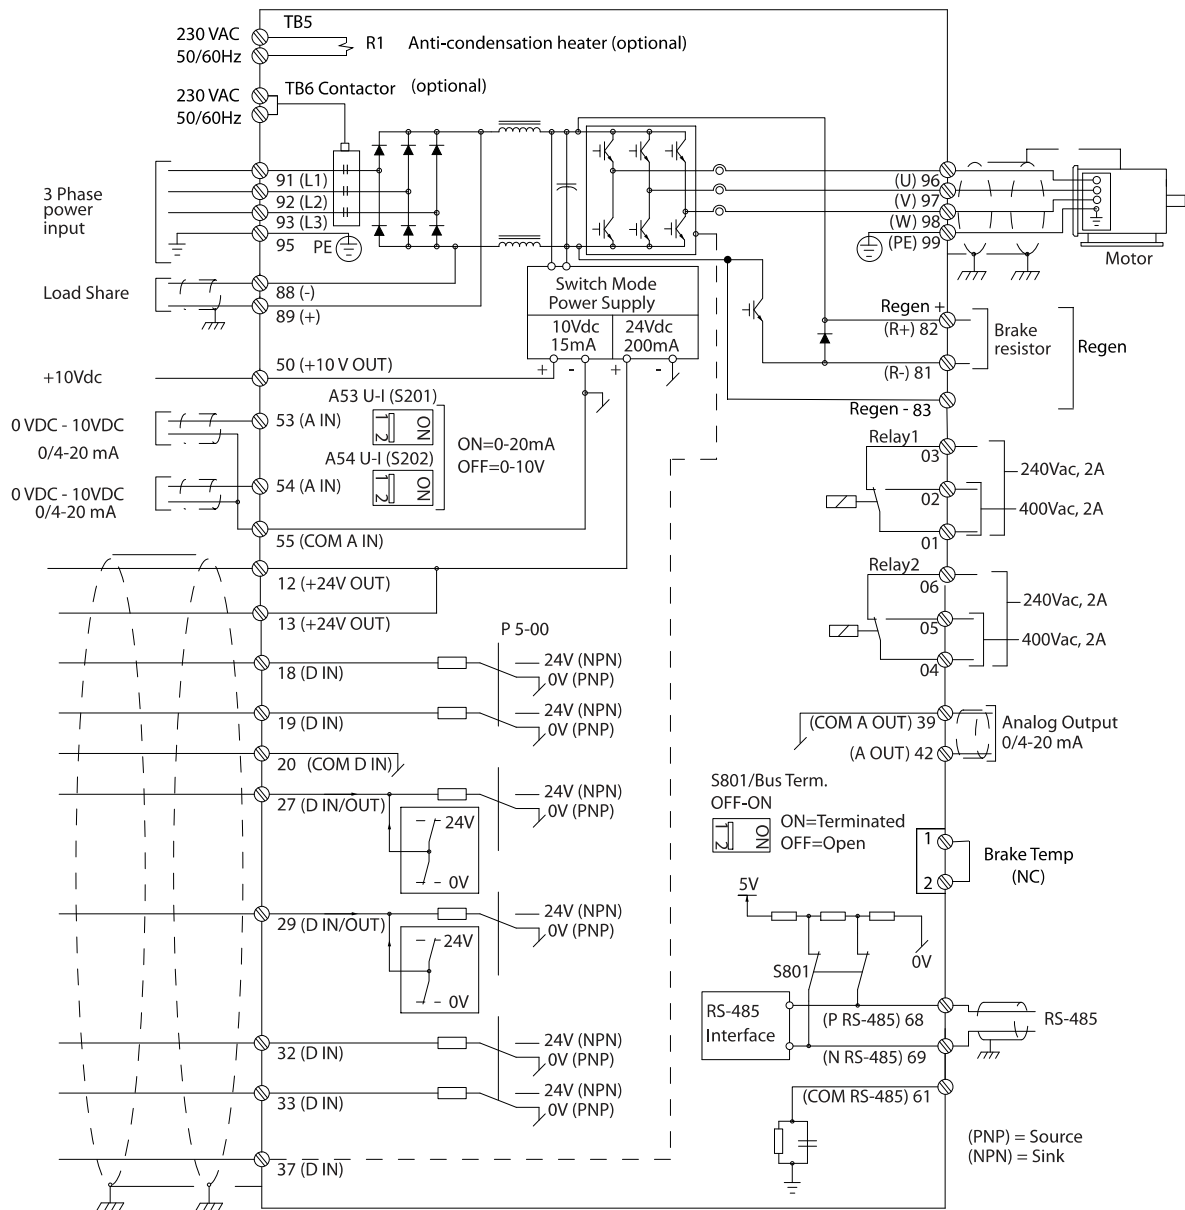 TB5
230 VAC
50/60Hz
R1
Anti-condensation heater (optional)
TB6 Contactor
(optional)
230 VAC
50/60Hz
3 Phase
power
input
91 (L1)
92 (L2)
93 (L3)
95
PE
(U) 96
(V) 97
(W) 98
(PE) 99
Motor
Load Share
88 (-)
89 (+)
Switch Mode
Power Supply
10Vdc
15mA
24Vdc
200mA
+
-
+
-
Regen +
(R+) 82
Brake
resistor
Regen
(R-) 81
Regen - 83
+10Vdc
50 (+10 V OUT)
0 VDC - 10VDC
0/4-20 mA
53 (A IN)
A53 U-I (S201)
1 2
ON
A54 U-I (S202)
1 2
ON
ON=0-20mA
OFF=0-10V
0 VDC - 10VDC
0/4-20 mA
54 (A IN)
55 (COM A IN)
Relay1
03
02
01
240Vac, 2A
400Vac, 2A
Relay2
06
05
04
240Vac, 2A
400Vac, 2A
12 (+24V OUT)
13 (+24V OUT)
P 5-00
18 (D IN)
24V (NPN)
0V (PNP)
19 (D IN)
24V (NPN)
0V (PNP)
20 (COM D IN)
27 (D IN/OUT)
24V (NPN)
0V (PNP)
24V
0V
29 (D IN/OUT)
24V (NPN)
0V (PNP)
24V
0V
32 (D IN)
24V (NPN)
0V (PNP)
33 (D IN)
24V (NPN)
0V (PNP)
37 (D IN)
(COM A OUT) 39
(A OUT) 42
Analog Output
0/4-20 mA
S801/Bus Term.
OFF-ON
1 2
ON
ON=Terminated
OFF=Open
1
2
Brake Temp
(NC)
5V
0V
S801
RS-485
Interface
(P RS-485) 68
(N RS-485) 69
RS-485
(COM RS-485) 61
(PNP) = Source
(NPN) = Sink